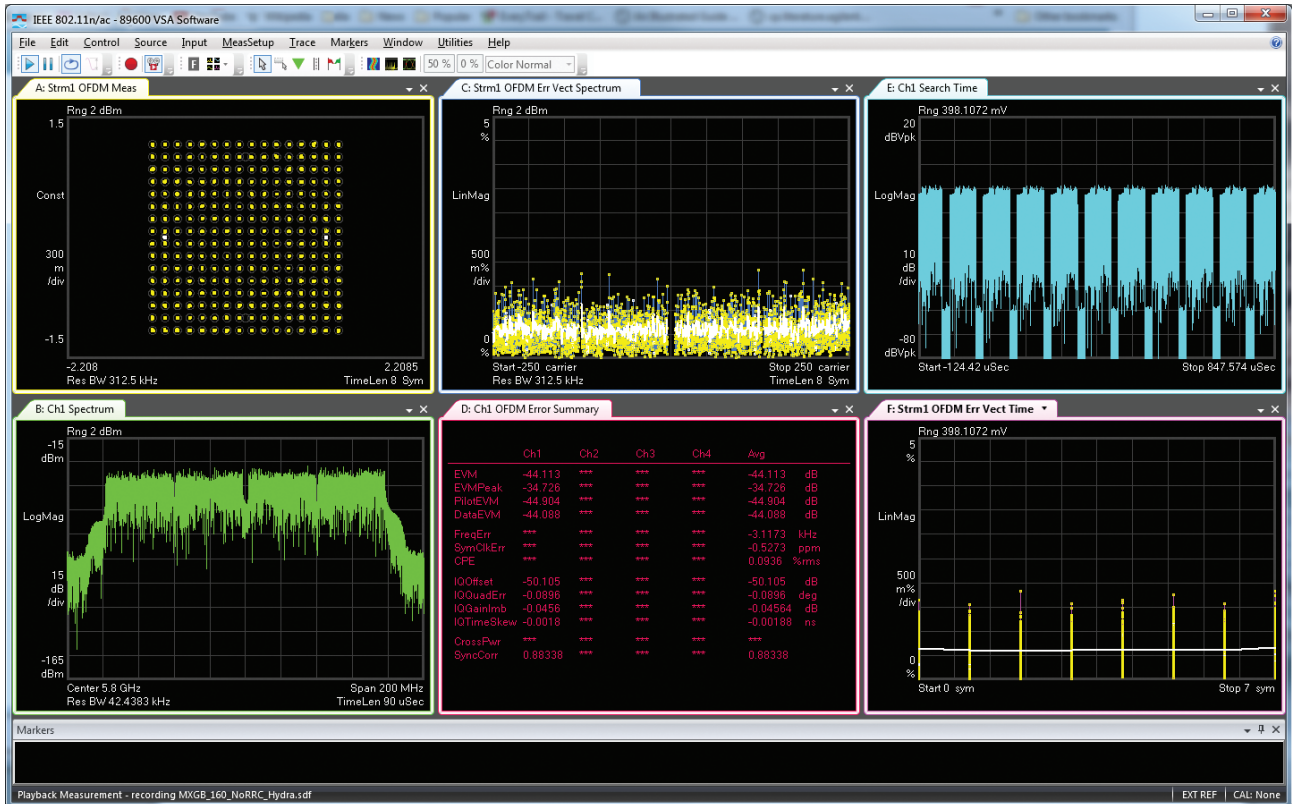 IEEE 802.11n/ac - 89600 VSA Software
File Edit Control Source Input MeasSetup Trace Markers Window Utilities Help
50 % 0 % Color Normal
A: Strm1 OFDM Meas
Rng 2 dBm
1.5
Const
300
m
/div
-1.5
-2.208 2.2085
Res BW 312.5 kHz TimeLen 8 Sym
C: Strm1 OFDM Err Vect Spectrum
Rng 2 dBm
5
%
LinMag
500
m%
/div
0
%
Start-250 carrier Stop 250 carrier
Res BW 312.5 kHz TimeLen 8 Sym
E: Ch1 Search Time
Rng 398.1072 mV
20
dBVpk
LogMag
10
dB
/div
-80
dBVpk
Start-124.42 uSec Stop 847.574 uSec
B: Ch1 Spectrum
Rng 2 dBm
-15
dBm
LogMag
15
dB
/div
-165
dBm
Center 5.8 GHz Span 200 MHz
Res BW 42.4383 kHz TimeLen 90 uSec
D: Ch1 OFDM Error Summary
Ch1 Ch2 Ch3 Ch4 Avg
EVM -44.113 *** *** *** -44.113 dB
EVMPeak -34.726 *** *** *** -34.726 dB
PilotEVM -44.904 *** *** *** -44.904 dB
DataEVM -44.088 *** *** *** -44.088 dB
FreqErr *** *** *** *** -3.1173 kHz
SymClkErr *** *** *** *** -0.5273 ppm
CPE *** *** *** *** 0.0936 %rms
IQOffset -50.105 *** *** *** -50.105 dB
IQQuadErr -0.0896 *** *** *** -0.0896 deg
IQGainImb -0.0456 *** *** *** -0.04564 dB
IQTimeSkew -0.0018 *** *** *** -0.00188 ns
CrossPwr *** *** *** *** ***
SyncCorr 0.88338 *** *** *** 0.88338
F: Strm1 OFDM Err Vect Time
Rng 398.1072 mV
5
%
LinMag
500
m%
/div
0
%
Start 0 sym Stop 7 sym
Markers
Playback Measurement - recording MXGB_160_NoRRC_Hydra.sdf EXT REF CAL: None